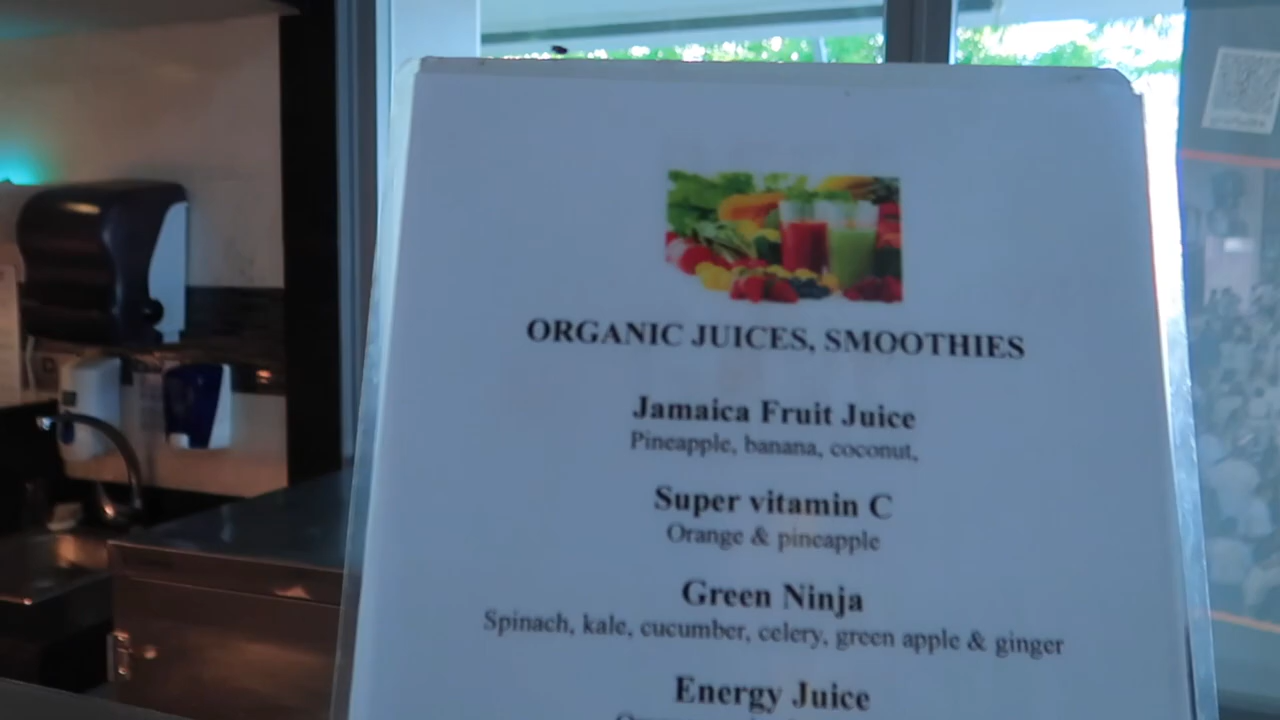 ORGANIC JUICES, SMOOTHIES
Jamaica Fruit Juice
Pineapple, banana, coconut,
Super vitamin C
Orange & pineapple
Green Ninja
Spinach, kale, cucumber, celery, green apple & ginger
Energy Juice